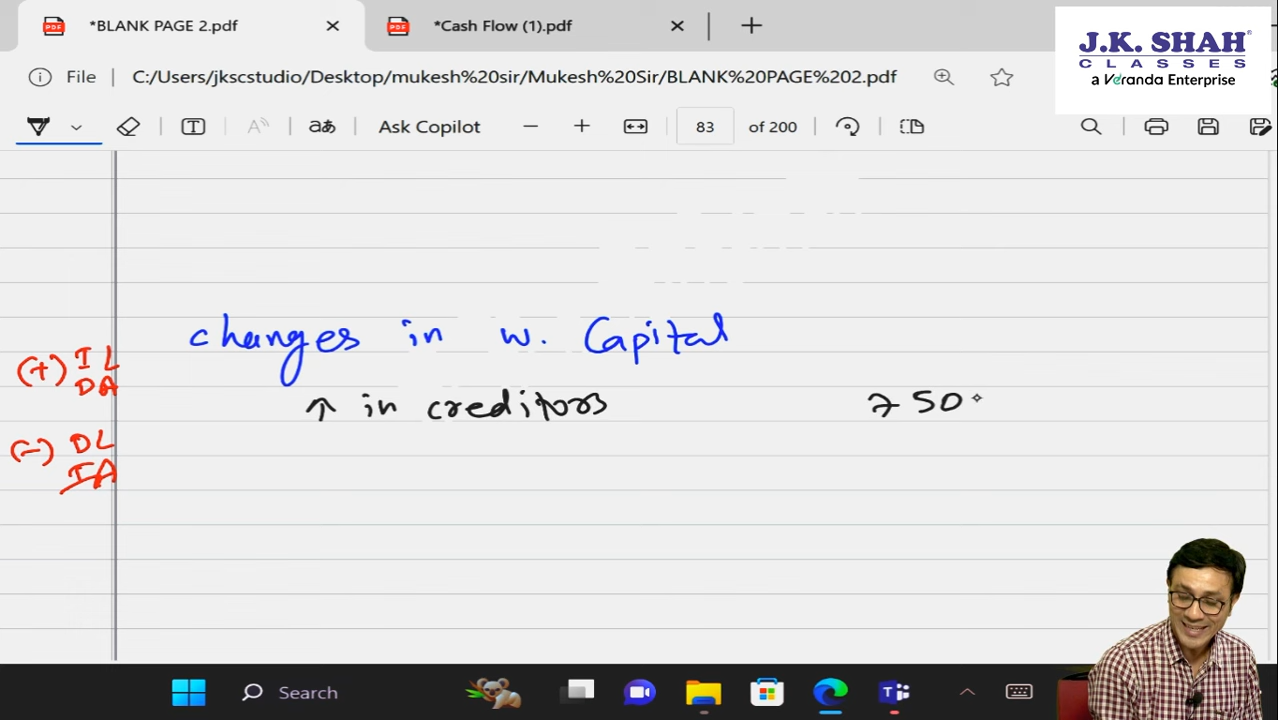 *BLANK PAGE 2.pdf
*Cash Flow (1).pdf
J.K. SHAH®
CLASSES
a Veranda Enterprise
File C:/Users/jkscstudio/Desktop/mukesh%20sir/Mukesh%20Sir/BLANK%20PAGE%202.pdf
Ask Copilot 83 of 200
changes in w. Capital
(+) IL
DA
↑ in creditors 750
(-) DL
IA
Search